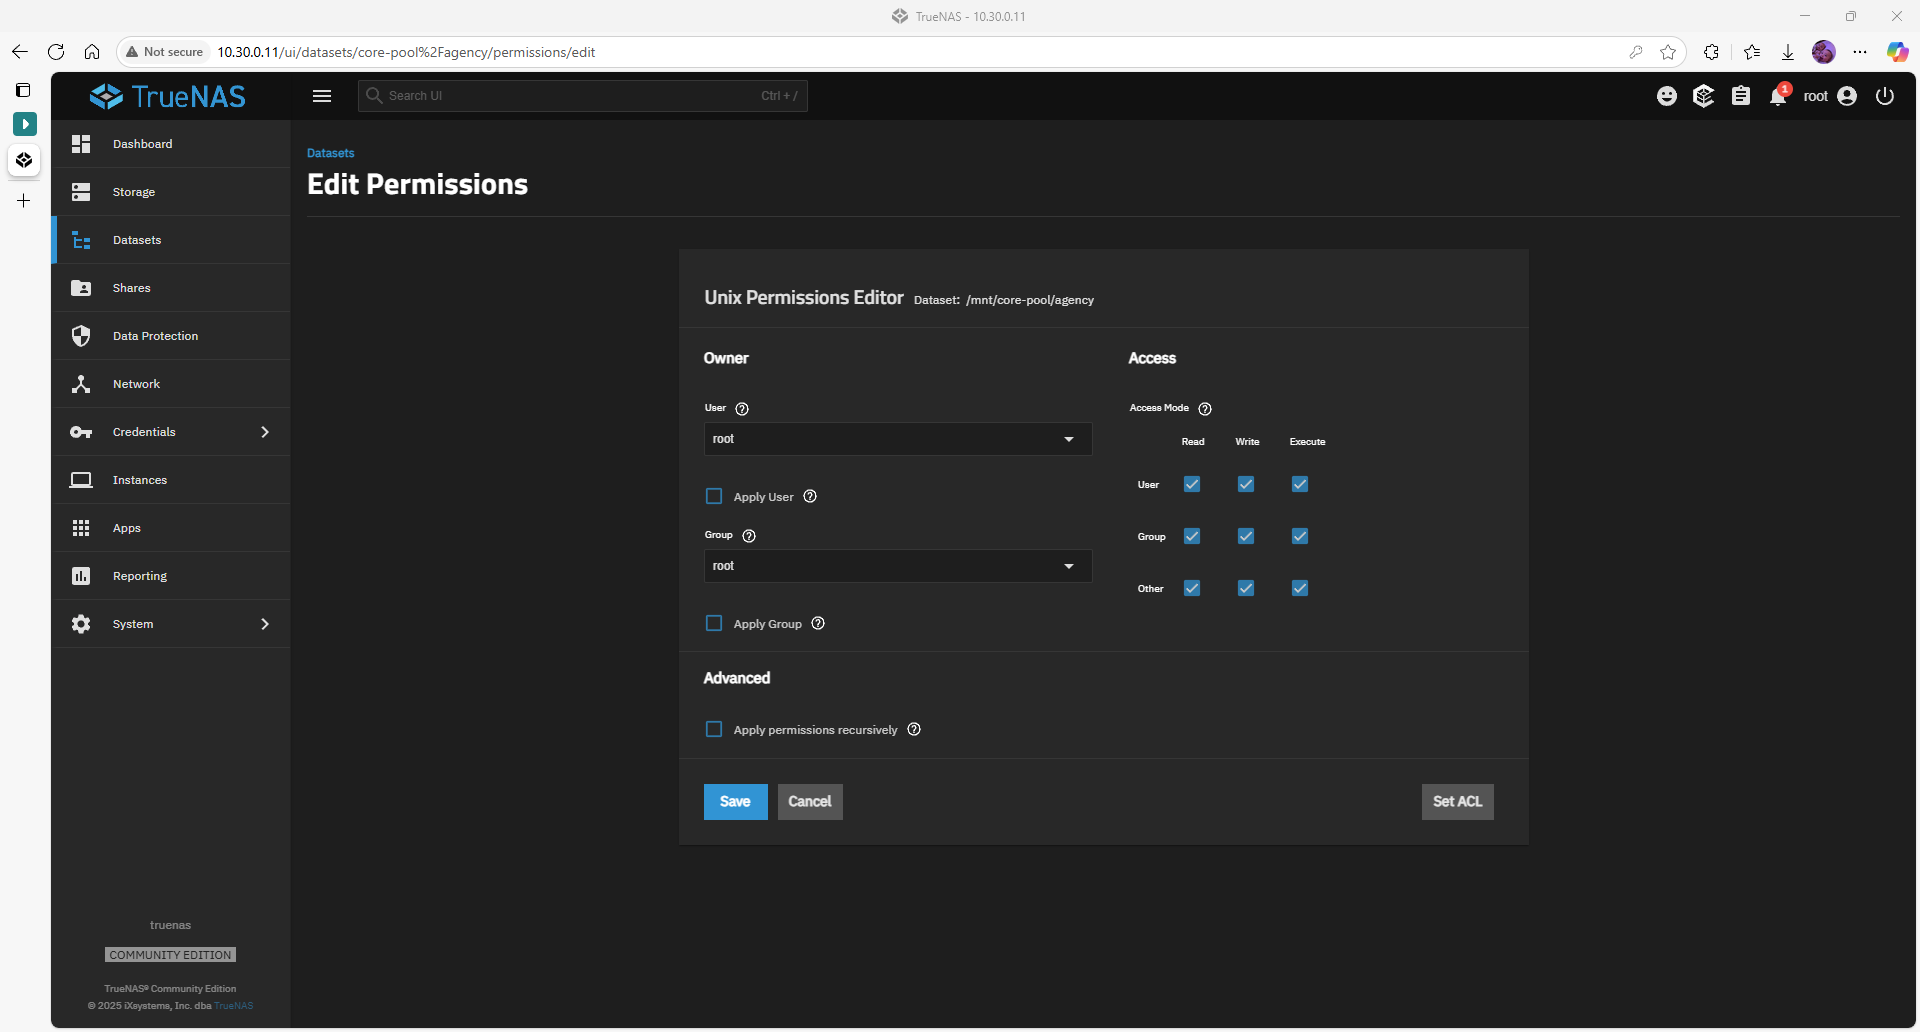 TrueNAS - 10.30.0.11
Not secure
10.30.0.11/ui/datasets/core-pool%2Fagency/permissions/edit
TrueNAS
Search UI
Ctrl + /
1
root
Dashboard
Storage
Datasets
Shares
Data Protection
Network
Credentials
Instances
Apps
Reporting
System
truenas
COMMUNITY EDITION
TrueNAS® Community Edition
© 2025 iXsystems, Inc. dba TrueNAS
Datasets
Edit Permissions
Unix Permissions Editor Dataset: /mnt/core-pool/agency
Owner
User
root
Apply User
Group
root
Apply Group
Access
Access Mode
Read Write Execute
User
Group
Other
Advanced
Apply permissions recursively
Save
Cancel
Set ACL